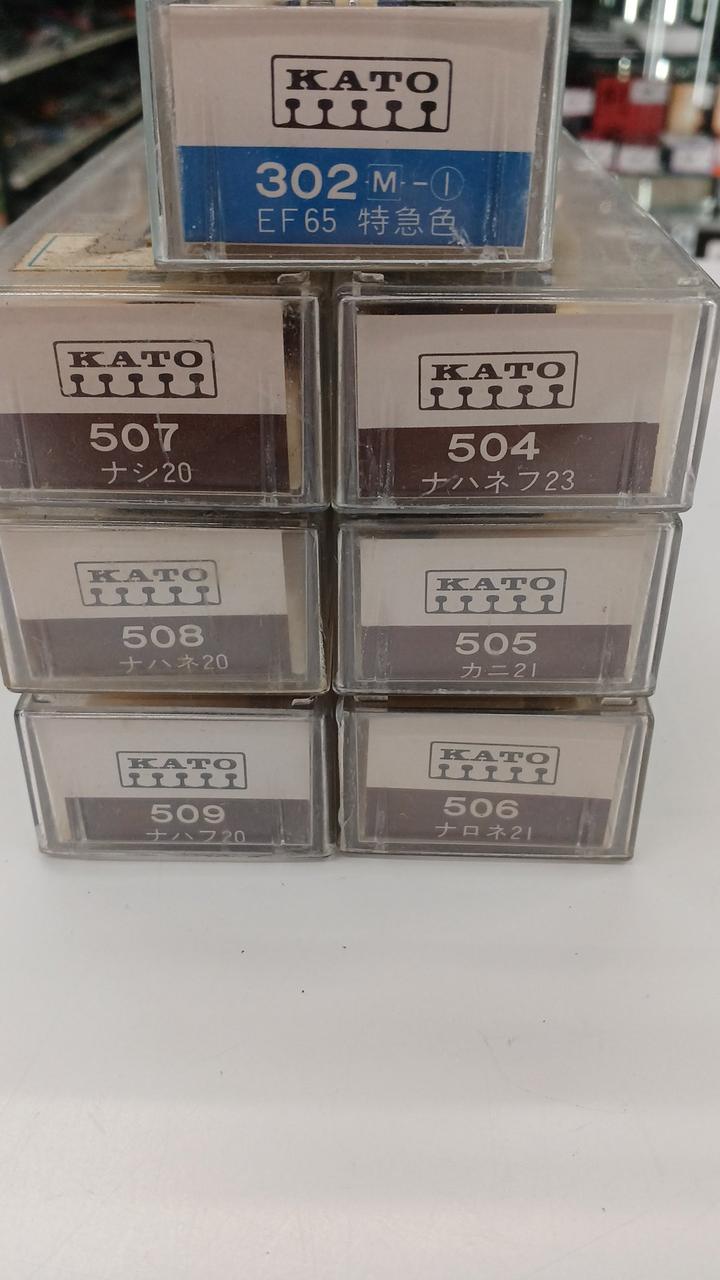 KATO
302 M-①
EF65 特急色
KATO
507
ナシ20
KATO
504
ナハネフ23
KATO
508
ナハネ20
KATO
505
カニ21
KATO
509
ナハフ20
KATO
506
ナロネ21